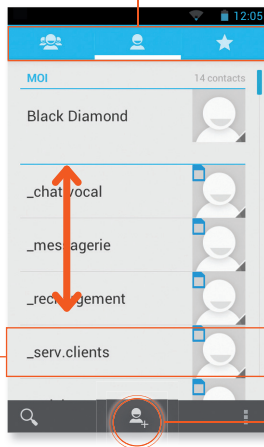 12:05
MOI 14 contacts
Black Diamond
_chat vocal
_messagerie
_rechargement
_serv.clients